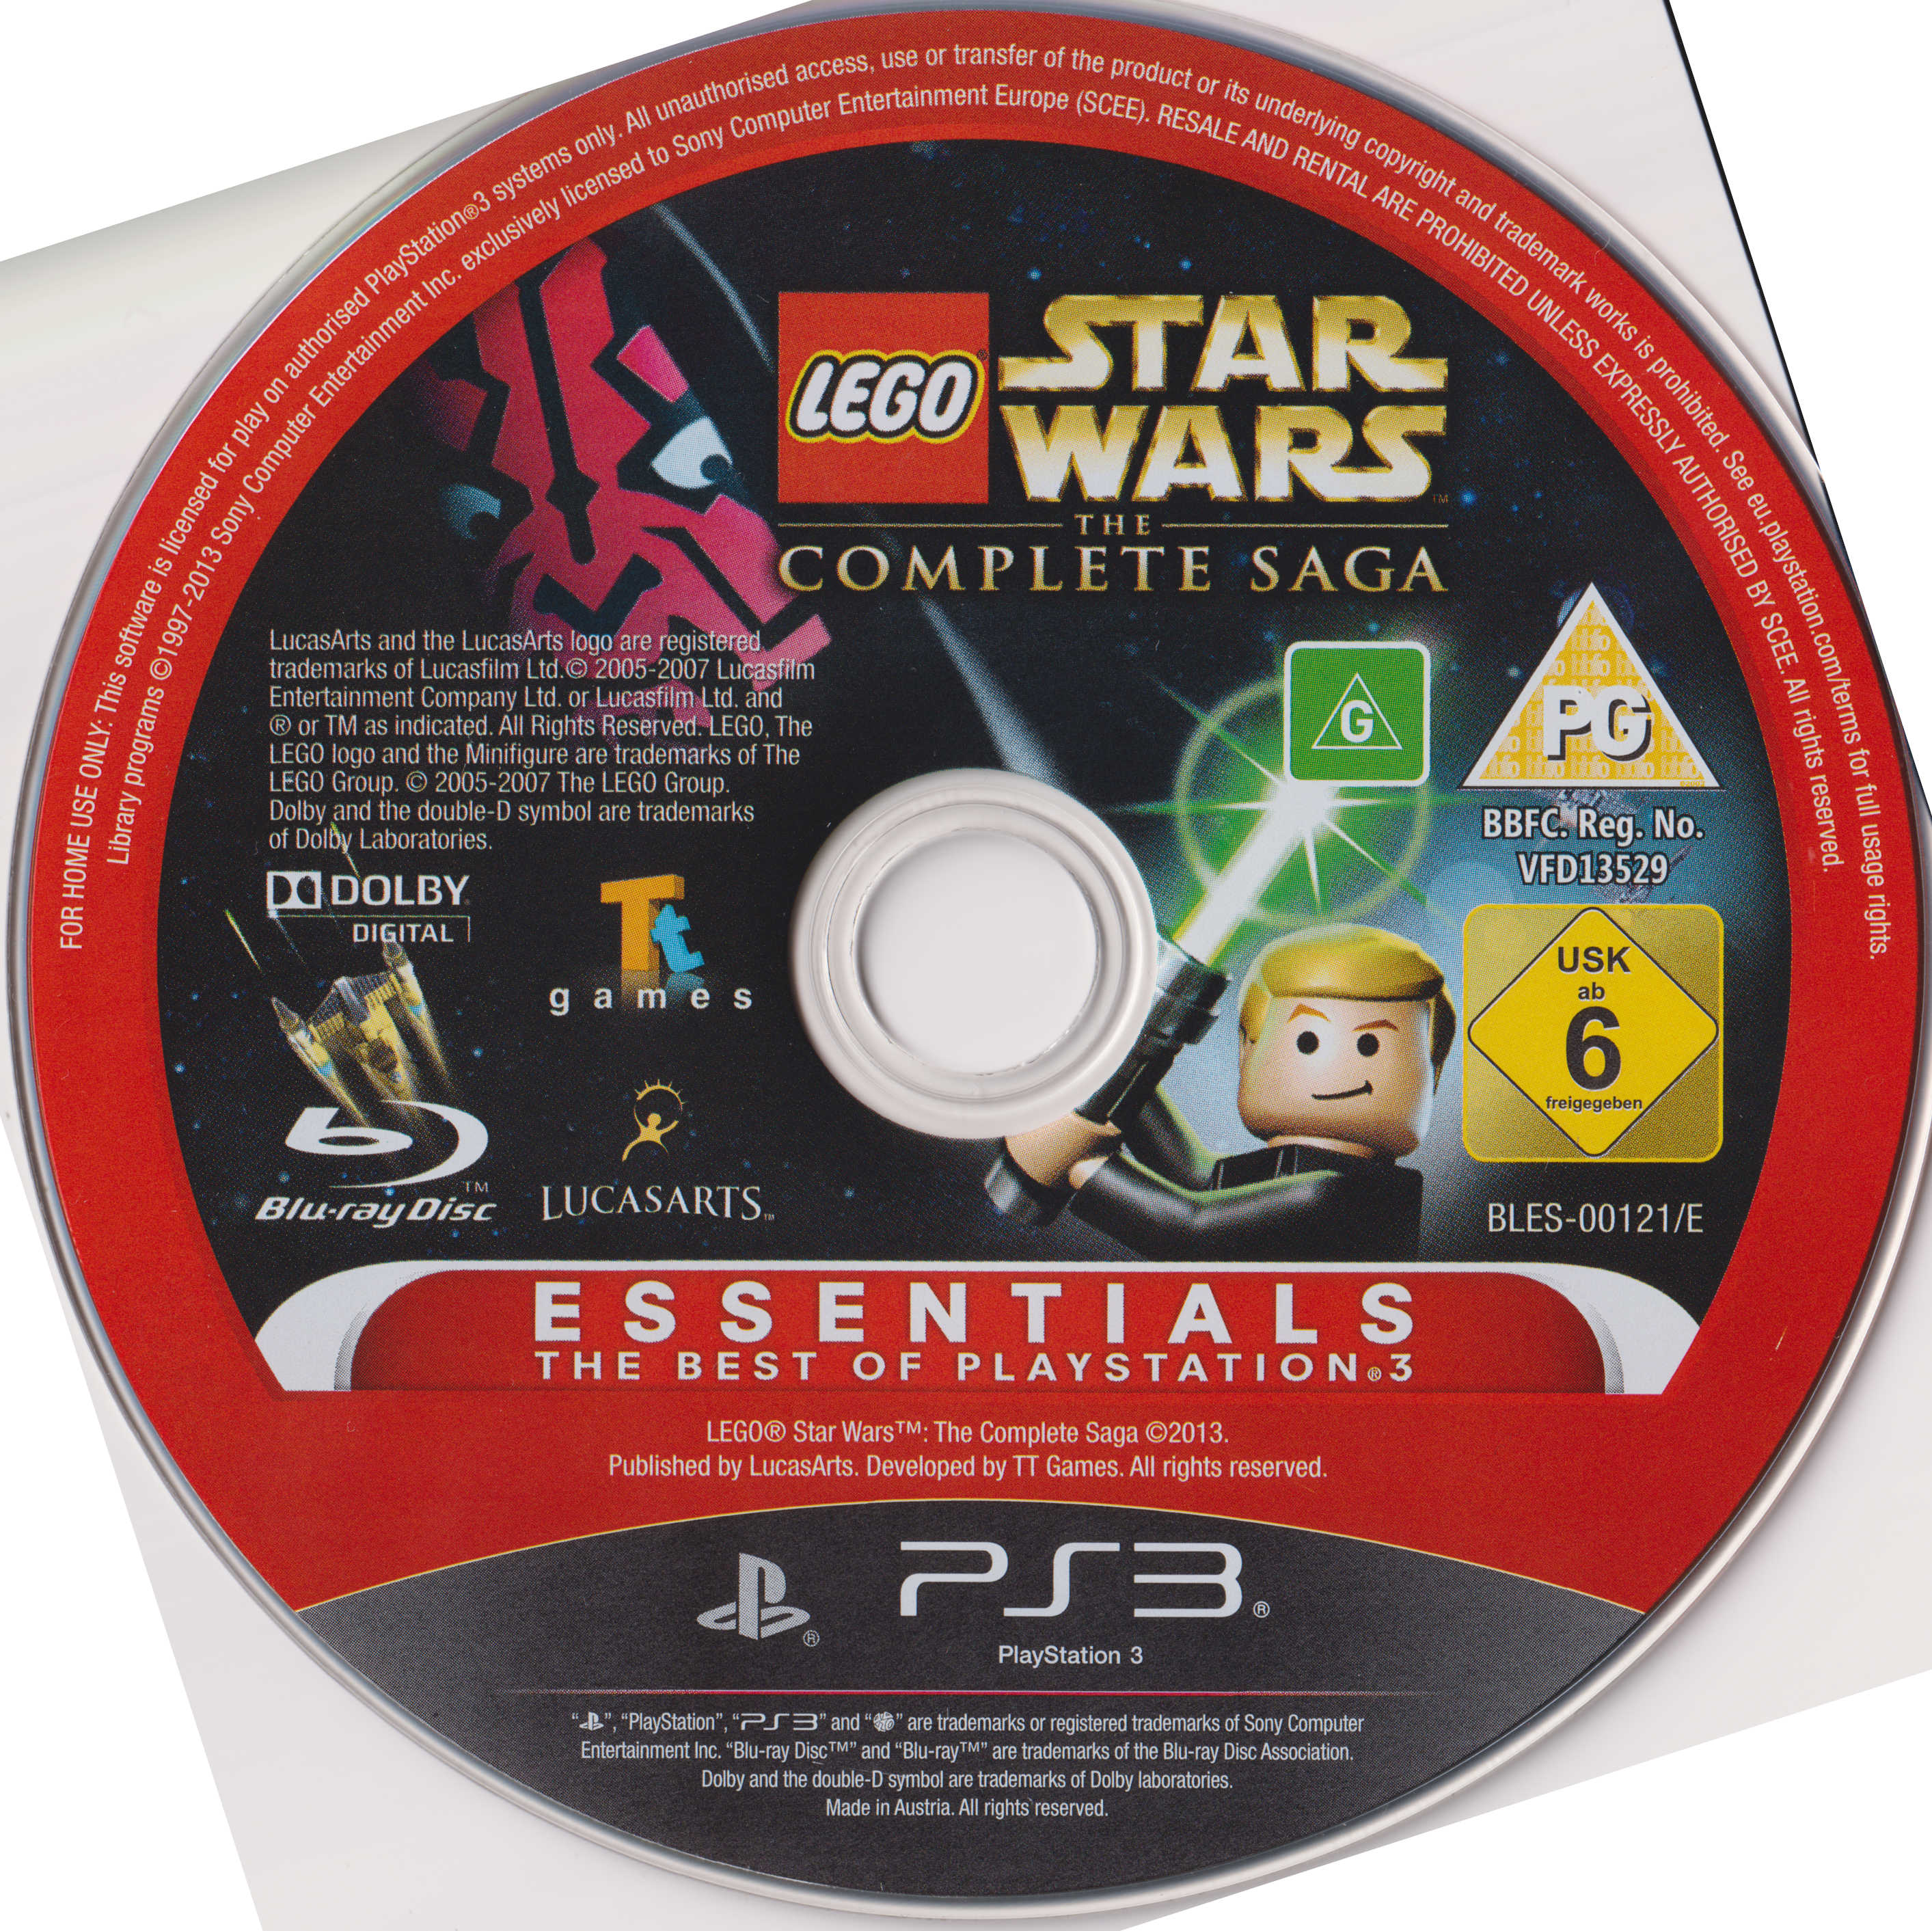 FOR HOME USE ONLY: This software is licensed for play on authorised PlayStation®3 systems only. All unauthorised access, use or transfer of the product or its underlying copyright and trademark works is prohibited. See eu.playstation.com/terms for full usage rights.
Library programs ©1997-2013 Sony Computer Entertainment Inc. exclusively licensed to Sony Computer Entertainment Europe (SCEE). RESALE AND RENTAL ARE PROHIBITED UNLESS EXPRESSLY AUTHORISED BY SCEE. All rights reserved.
LEGO®
STAR
WARS™
THE
COMPLETE SAGA
LucasArts and the LucasArts logo are registered
trademarks of Lucasfilm Ltd.© 2005-2007 Lucasfilm
Entertainment Company Ltd. or Lucasfilm Ltd. and
® or TM as indicated. All Rights Reserved. LEGO, The
LEGO logo and the Minifigure are trademarks of The
LEGO Group. © 2005-2007 The LEGO Group.
Dolby and the double-D symbol are trademarks
of Dolby Laboratories.
G
PG
BBFC. Reg. No.
VFD13529
DOLBY
DIGITAL
Tt
games
USK
ab
6
freigegeben
Blu-ray Disc™
LUCASARTS™
BLES-00121/E
ESSENTIALS
THE BEST OF PLAYSTATION®3
LEGO® Star Wars™: The Complete Saga ©2013.
Published by LucasArts. Developed by TT Games. All rights reserved.
PS3®
®
PlayStation 3
“ ”, “PlayStation”, “PS3” and “ ” are trademarks or registered trademarks of Sony Computer
Entertainment Inc. “Blu-ray Disc™” and “Blu-ray™” are trademarks of the Blu-ray Disc Association.
Dolby and the double-D symbol are trademarks of Dolby laboratories.
Made in Austria. All rights reserved.